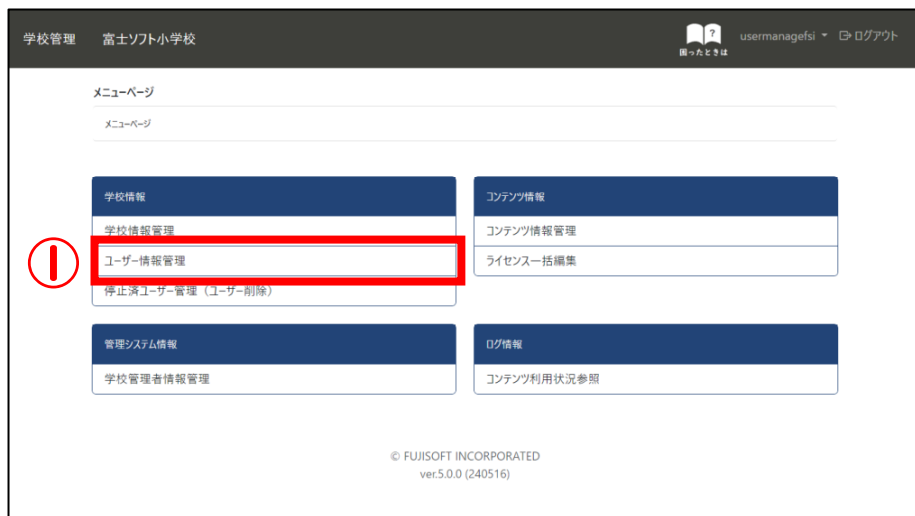 学校管理 富士ソフト小学校
?
困ったときは
usermanagefsi ログアウト
メニューページ
メニューページ
学校情報
学校情報管理
ユーザー情報管理
停止済ユーザー管理（ユーザー削除）
コンテンツ情報
コンテンツ情報管理
ライセンス一括編集
①
管理システム情報
学校管理者情報管理
ログ情報
コンテンツ利用状況参照
© FUJISOFT INCORPORATED
ver.5.0.0 (240516)